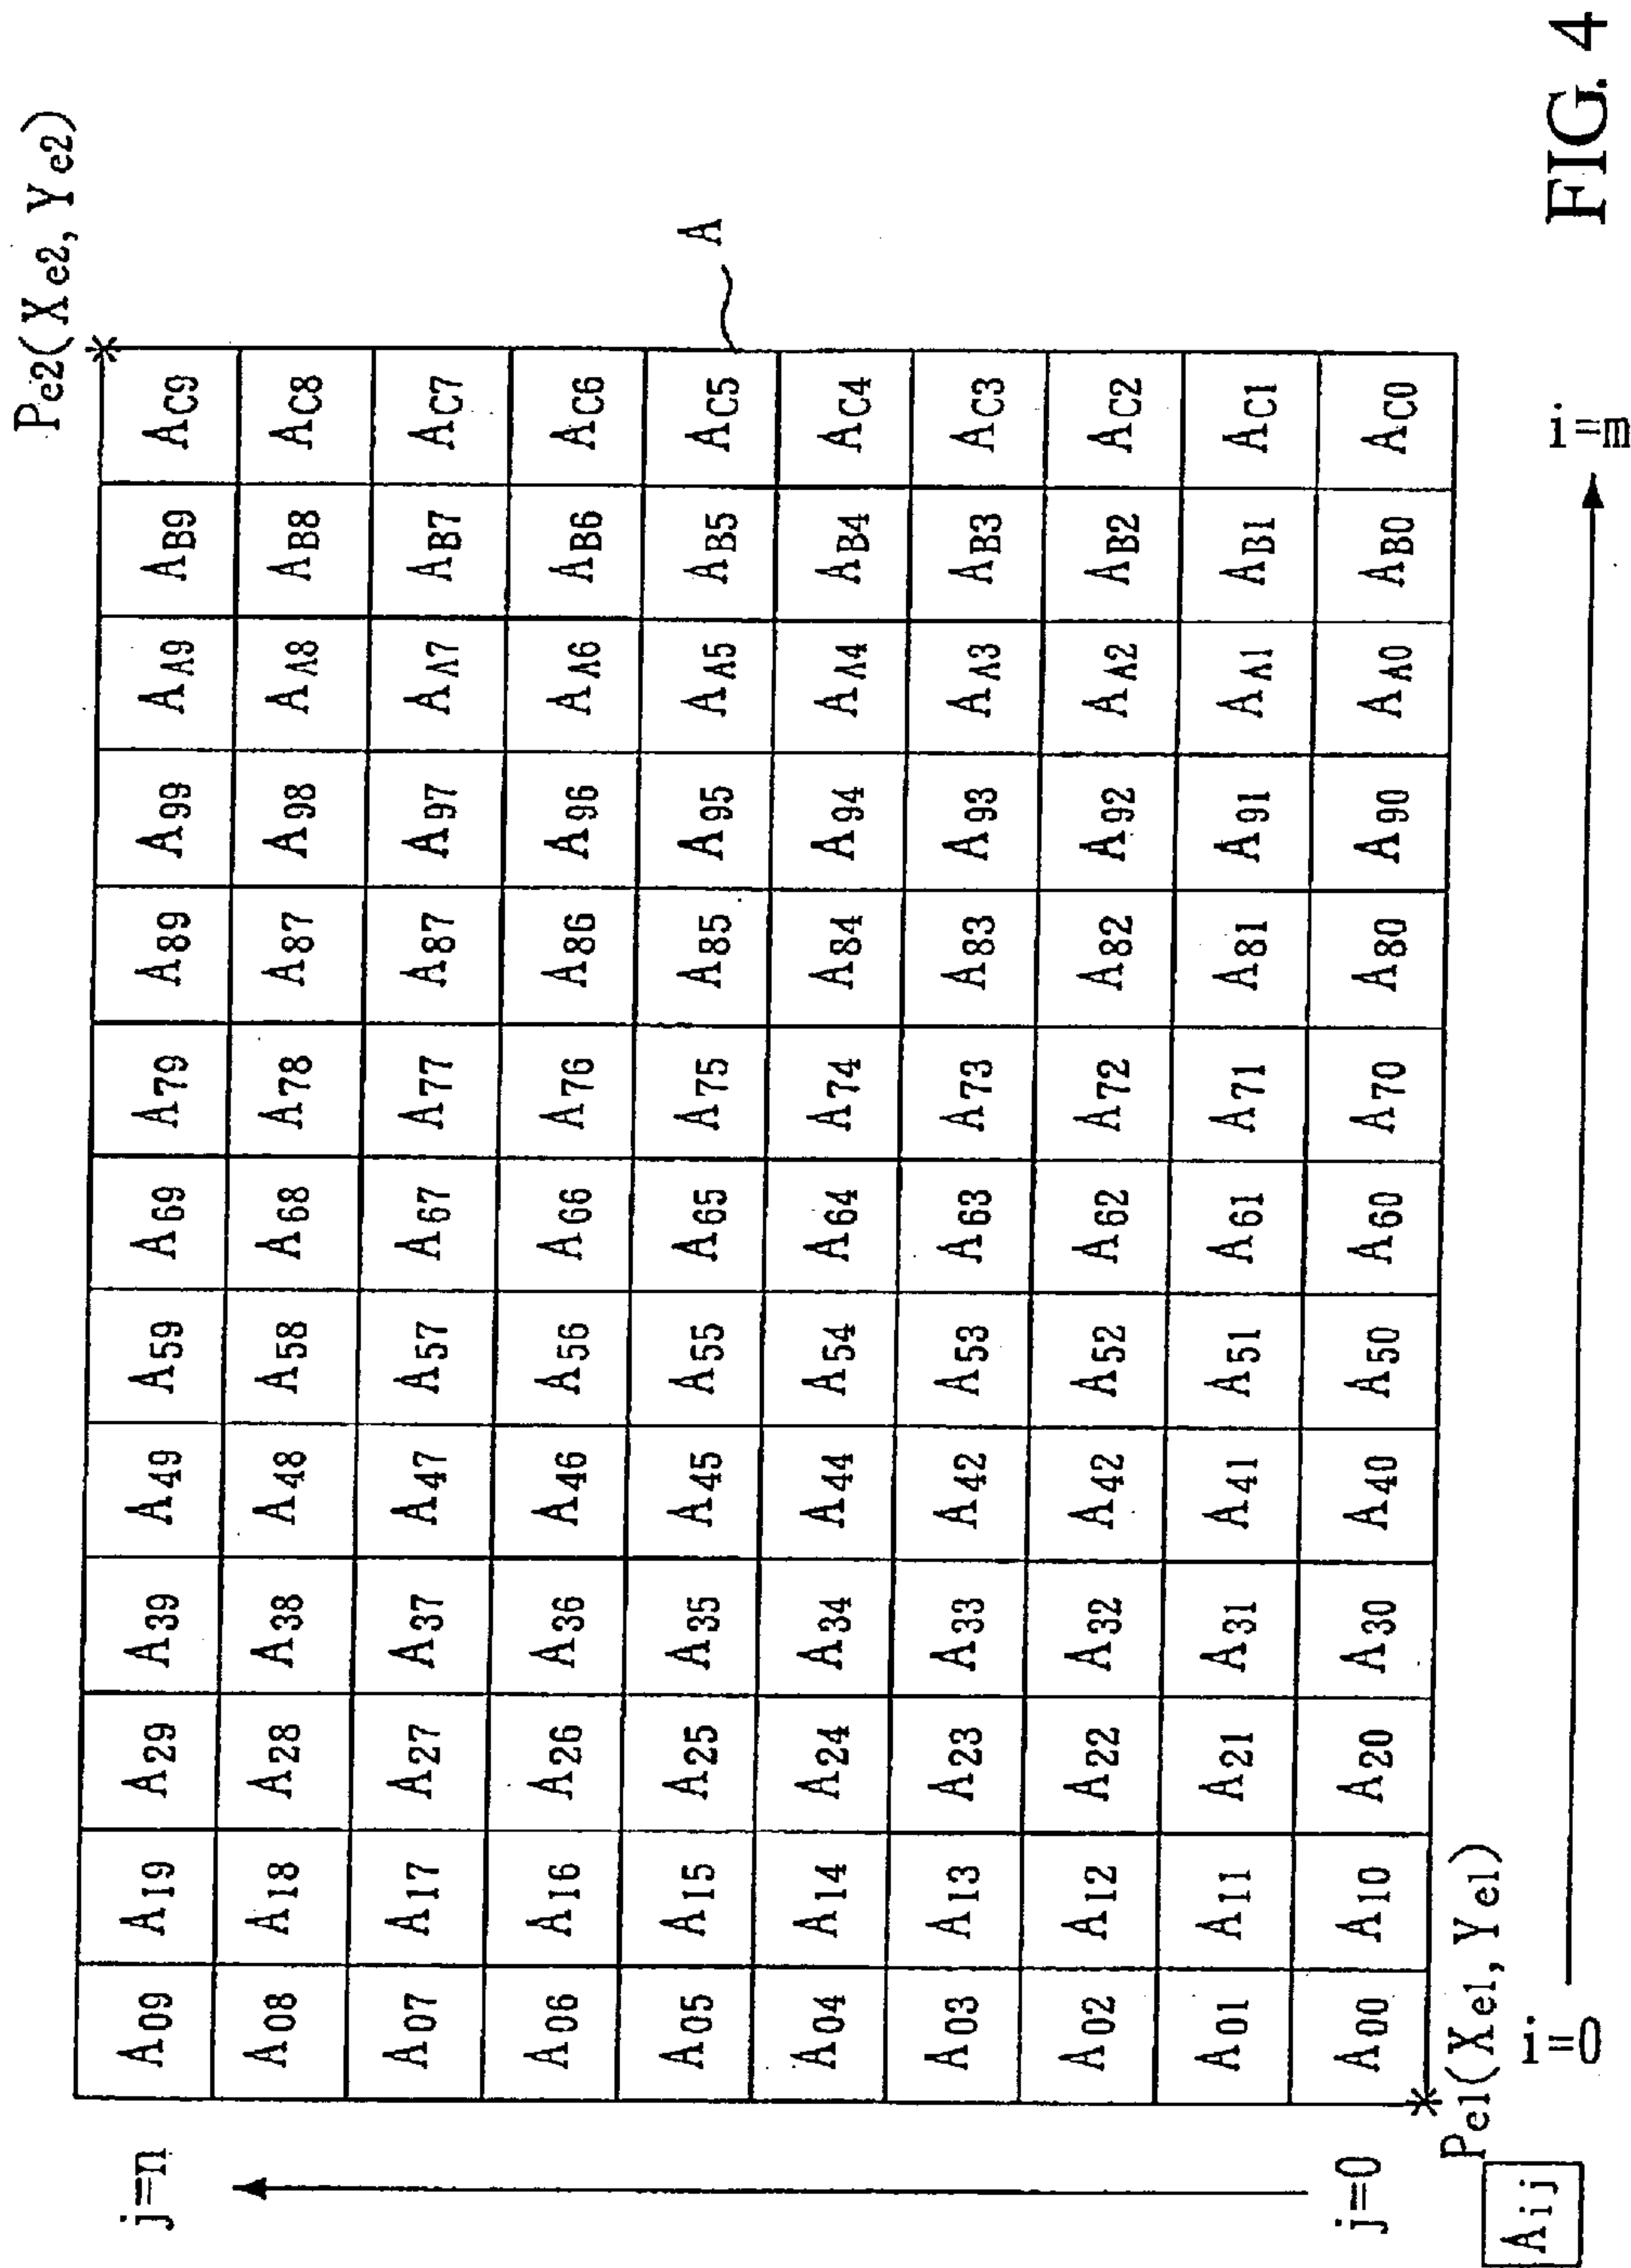 Pe2(Xe2, Ye2)
j=n
A09 A19 A29 A39 A49 A59 A69 A79 A89 A99 AA9 AB9 AC9
A08 A18 A28 A38 A48 A58 A68 A78 A87 A98 AA8 AB8 AC8
A07 A17 A27 A37 A47 A57 A67 A77 A87 A97 AA7 AB7 AC7
A06 A16 A26 A36 A46 A56 A66 A76 A86 A96 AA6 AB6 AC6
A05 A15 A25 A35 A45 A55 A65 A75 A85 A95 AA5 AB5 AC5
A
A04 A14 A24 A34 A44 A54 A64 A74 A84 A94 AA4 AB4 AC4
A03 A13 A23 A33 A42 A53 A63 A73 A83 A93 AA3 AB3 AC3
A02 A12 A22 A32 A42 A52 A62 A72 A82 A92 AA2 AB2 AC2
A01 A11 A21 A31 A41 A51 A61 A71 A81 A91 AA1 AB1 AC1
A00 A10 A20 A30 A40 A50 A60 A70 A80 A90 AA0 AB0 AC0
j=0
Pe1(Xe1, Ye1)
Aij
i=0
i=m
FIG. 4